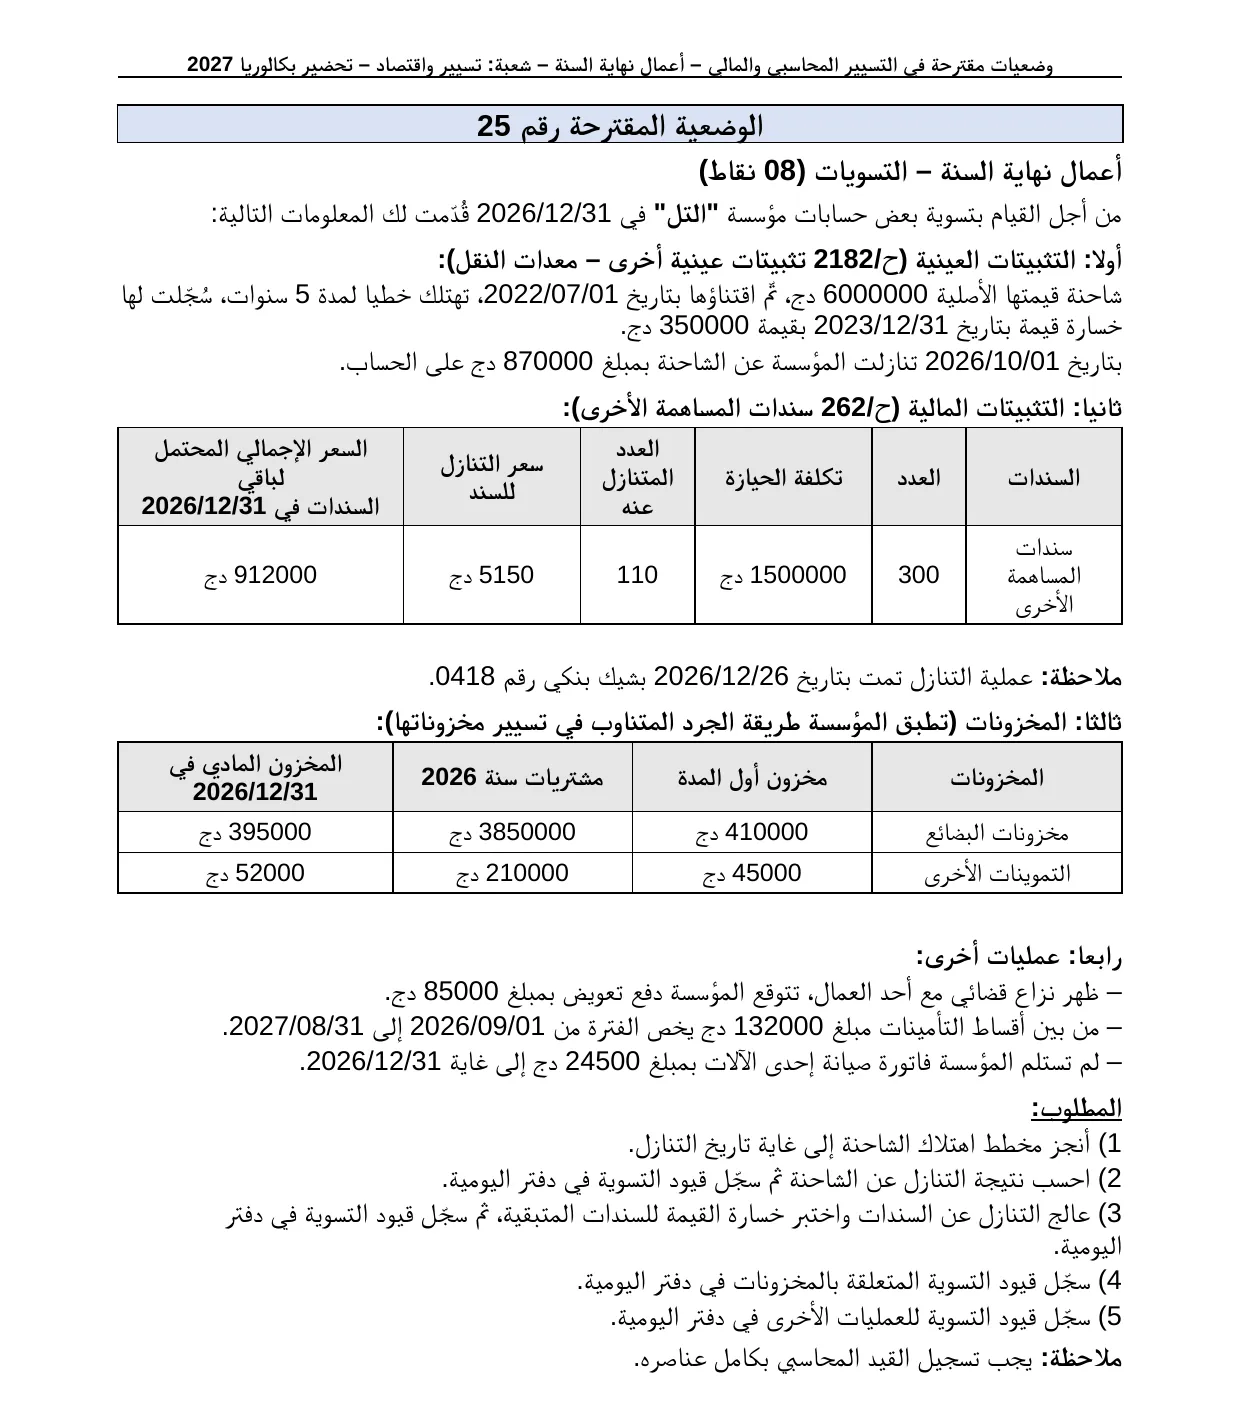 وضعيات مقترحة في التسيير المحاسبي والمالي – أعمال نهاية السنة – شعبة: تسيير واقتصاد – تحضير بكالوريا 2027
الوضعية المقترحة رقم 25
أعمال نهاية السنة – التسويات (08 نقاط)
من أجل القيام بتسوية بعض حسابات مؤسسة "التل" في 2026/12/31 قُدّمت لك المعلومات التالية:
أولا: التثبيتات العينية (ح/2182 تثبيتات عينية أخرى – معدات النقل):
شاحنة قيمتها الأصلية 6000000 دج، تمّ اقتناؤها بتاريخ 2022/07/01، تهتلك خطيا لمدة 5 سنوات، سُجّلت لها
خسارة قيمة بتاريخ 2023/12/31 بقيمة 350000 دج.
بتاريخ 2026/10/01 تنازلت المؤسسة عن الشاحنة بمبلغ 870000 دج على الحساب.
ثانيا: التثبيتات المالية (ح/262 سندات المساهمة الأخرى):
السندات | العدد | تكلفة الحيازة | العدد المتنازل عنه | سعر التنازل للسند | السعر الإجمالي المحتمل لباقي السندات في 2026/12/31
سندات المساهمة الأخرى | 300 | 1500000 دج | 110 | 5150 دج | 912000 دج
ملاحظة: عملية التنازل تمت بتاريخ 2026/12/26 بشيك بنكي رقم 0418.
ثالثا: المخزونات (تطبق المؤسسة طريقة الجرد المتناوب في تسيير مخزوناتها):
المخزونات | مخزون أول المدة | مشتريات سنة 2026 | المخزون المادي في 2026/12/31
مخزونات البضائع | 410000 دج | 3850000 دج | 395000 دج
التموينات الأخرى | 45000 دج | 210000 دج | 52000 دج
رابعا: عمليات أخرى:
– ظهر نزاع قضائي مع أحد العمال، تتوقع المؤسسة دفع تعويض بمبلغ 85000 دج.
– من بين أقساط التأمينات مبلغ 132000 دج يخص الفترة من 2026/09/01 إلى 2027/08/31.
– لم تستلم المؤسسة فاتورة صيانة إحدى الآلات بمبلغ 24500 دج إلى غاية 2026/12/31.
المطلوب:
1) أنجز مخطط اهتلاك الشاحنة إلى غاية تاريخ التنازل.
2) احسب نتيجة التنازل عن الشاحنة ثم سجّل قيود التسوية في دفتر اليومية.
3) عالج التنازل عن السندات واختبر خسارة القيمة للسندات المتبقية، ثم سجّل قيود التسوية في دفتر
اليومية.
4) سجّل قيود التسوية المتعلقة بالمخزونات في دفتر اليومية.
5) سجّل قيود التسوية للعمليات الأخرى في دفتر اليومية.
ملاحظة: يجب تسجيل القيد المحاسبي بكامل عناصره.